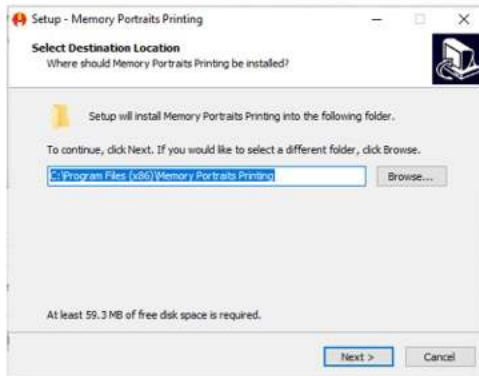 Setup - Memory Portraits Printing
Select Destination Location
Where should Memory Portraits Printing be installed?
Setup will install Memory Portraits Printing into the following folder.
To continue, click Next. If you would like to select a different folder, click Browse.
C:\Program Files (x86)\Memory Portraits Printing
Browse...
At least 59.3 MB of free disk space is required.
Next >
Cancel